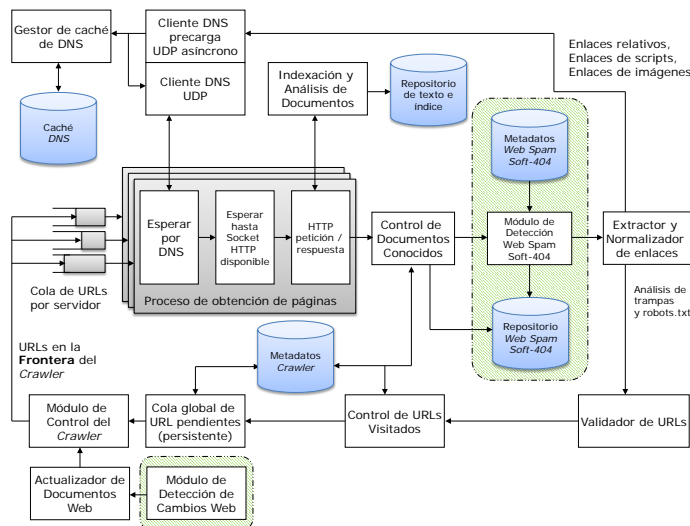 Gestor de caché
de DNS
Cliente DNS
precarga
UDP asíncrono
Cliente DNS
UDP
Caché
DNS
Indexación y
Análisis de
Documentos
Repositorio
de texto e
índice
Enlaces relativos,
Enlaces de scripts,
Enlaces de imágenes
Metadatos
Web Spam
Soft-404
Esperar
por
DNS
Esperar
hasta
Socket
HTTP
disponible
HTTP
petición /
respuesta
Control de
Documentos
Conocidos
Módulo de
Detección
Web Spam
Soft-404
Extractor y
Normalizador
de enlaces
Cola de URLs
por servidor
Proceso de obtención de páginas
Análisis de
trampas
y robots.txt
Repositorio
Web Spam
Soft-404
URLs en la
Frontera del
Crawler
Metadatos
Crawler
Módulo de
Control del
Crawler
Cola global de
URL pendientes
(persistente)
Control de URLs
Visitados
Validador de URLs
Actualizador de
Documentos
Web
Módulo de
Detección de
Cambios Web